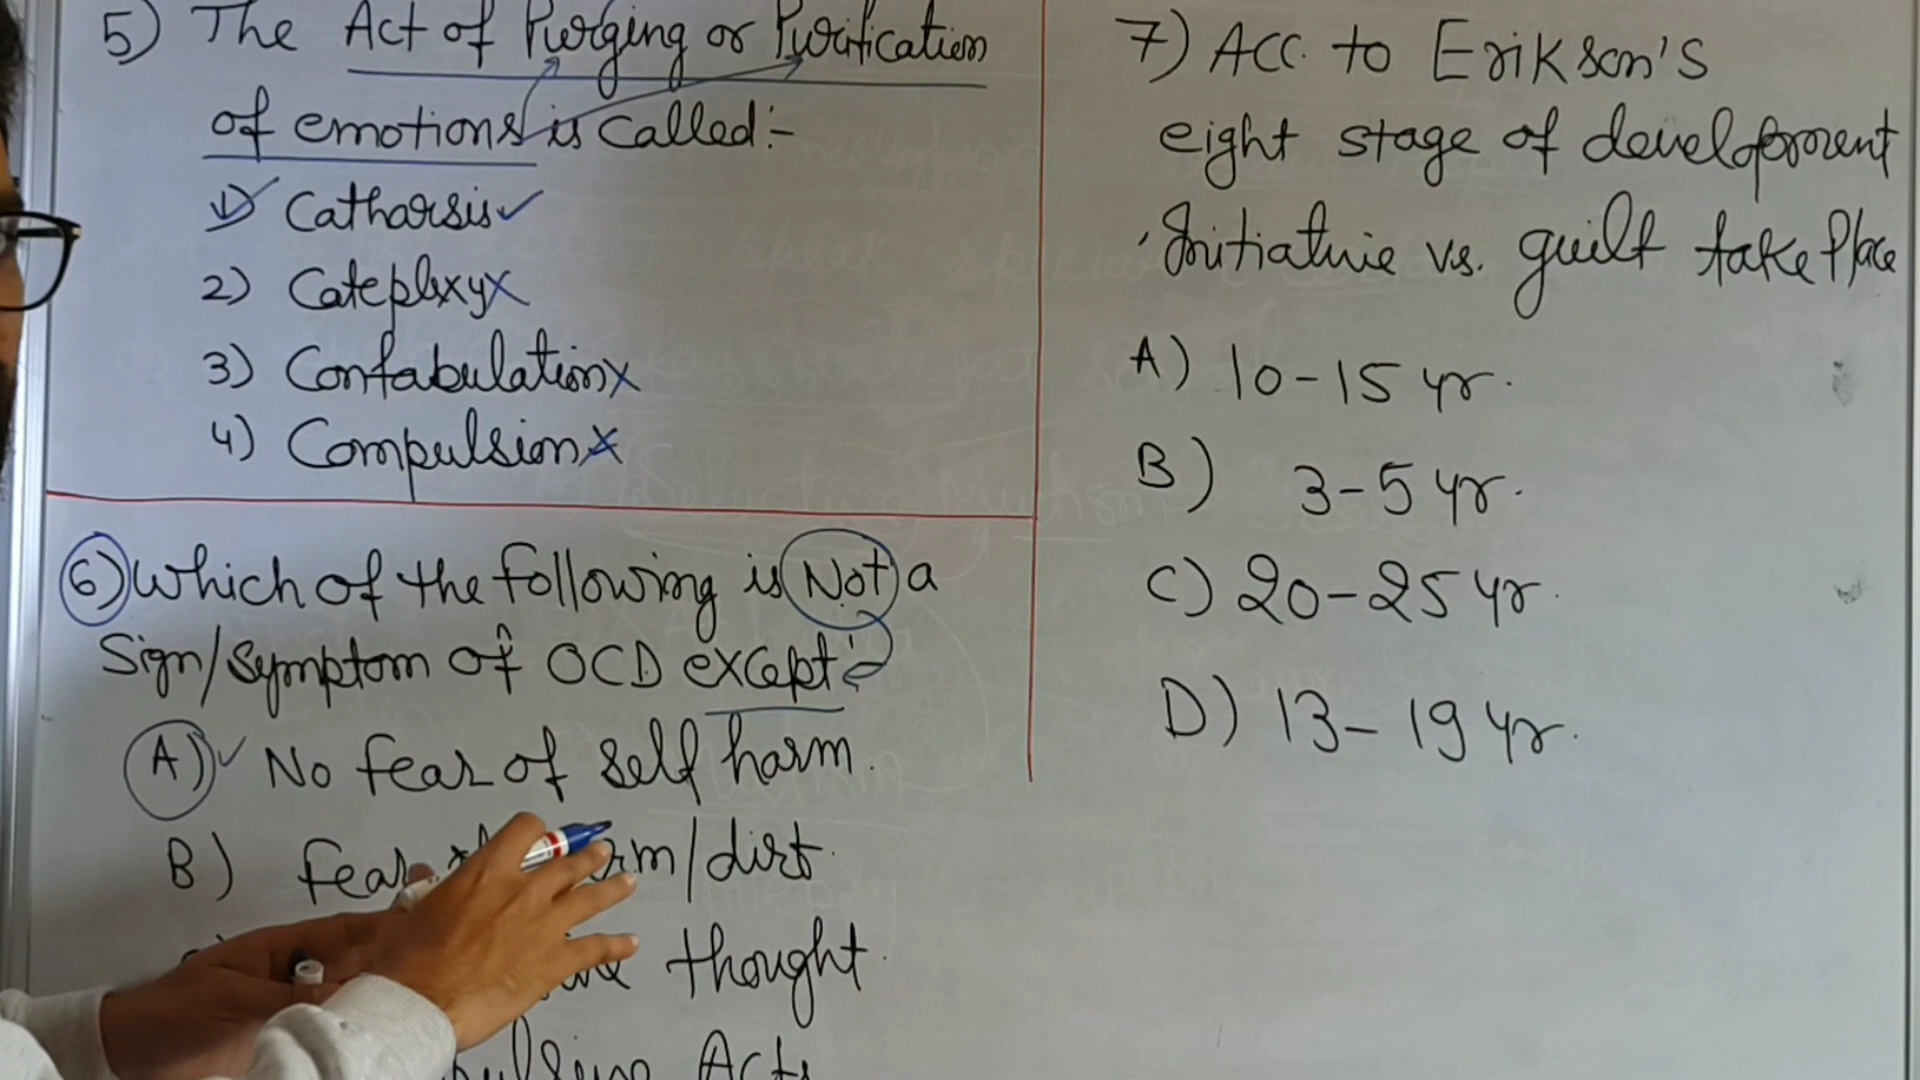 5) The Act of Purging or Purification
of emotions is called:-
1) Catharsis
2) Cateplexy
3) Confabulation
4) Compulsion
6) Which of the following is Not a
Sign/Symptom of OCD except:-
A) No fear of self harm.
B) fear /dirt.
thought.
Acts
7) Acc. to Erikson's
eight stage of development
Initiative vs. guilt take Place
A) 10-15 yr.
B) 3-5 yr.
C) 20-25 yr.
D) 13-19 yr.